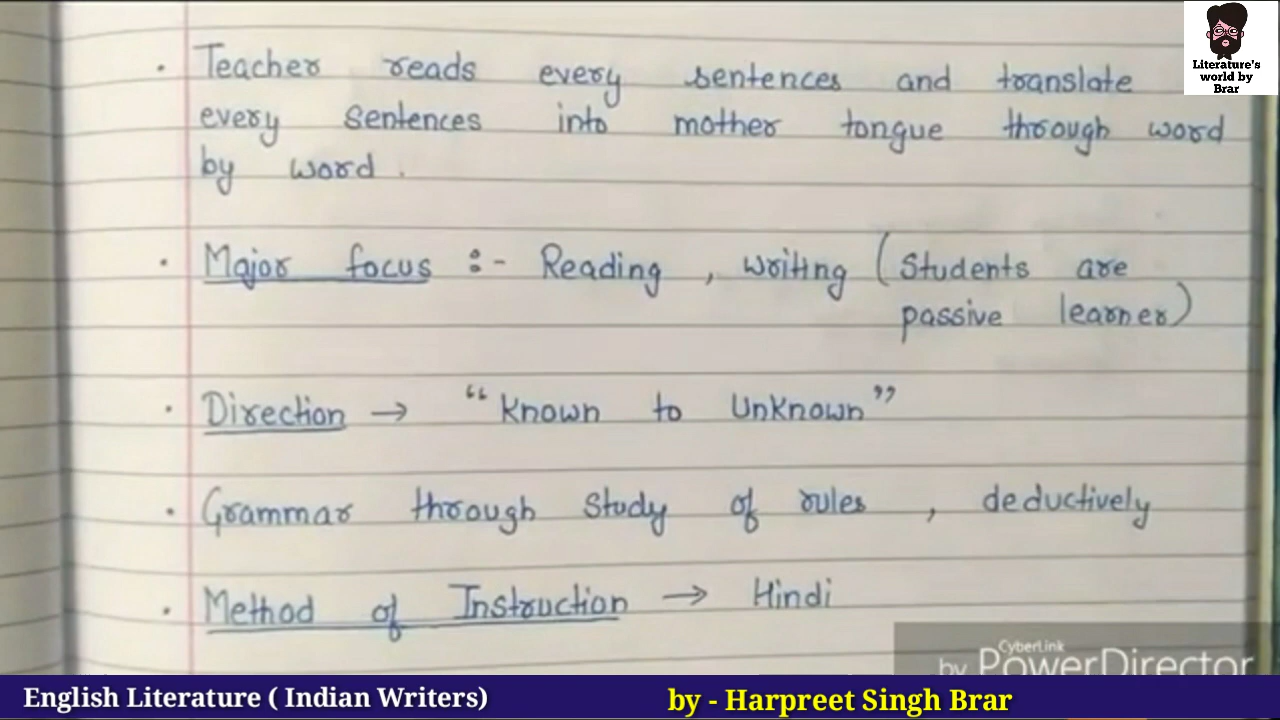 Literature's
world by
Brar
• Teacher reads every sentences and translate
every sentences into mother tongue through word
by word.
• Major focus :- Reading, writing (Students are
passive learner)
• Direction → "Known to Unknown"
• Grammar through study of rules, deductively
• Method of Instruction → Hindi
CyberLink
by PowerDirector
English Literature ( Indian Writers)
by - Harpreet Singh Brar